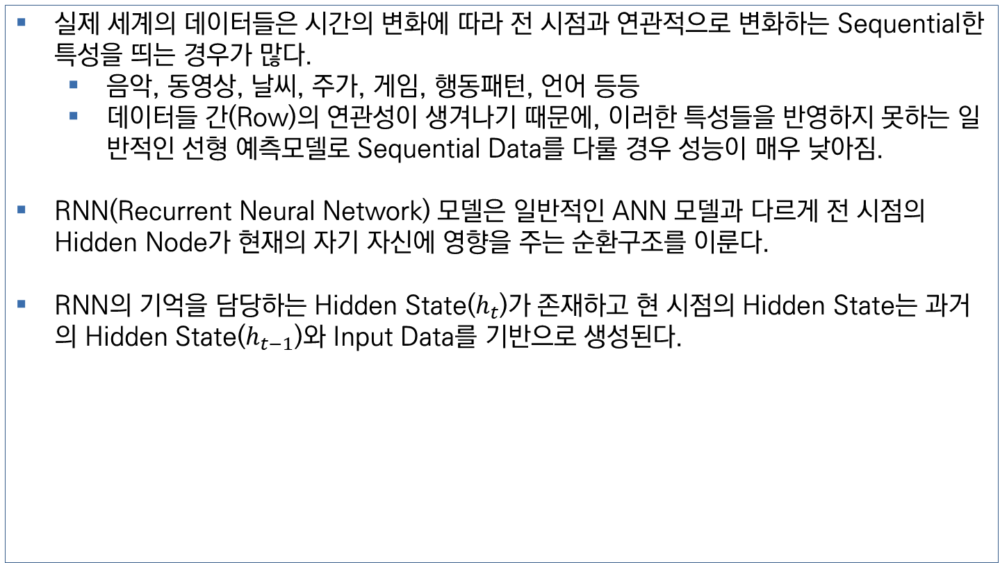 ▪ 실제 세계의 데이터들은 시간의 변화에 따라 전 시점과 연관적으로 변화하는 Sequential한
특성을 띄는 경우가 많다.
▪ 음악, 동영상, 날씨, 주가, 게임, 행동패턴, 언어 등등
▪ 데이터들 간(Row)의 연관성이 생겨나기 때문에, 이러한 특성들을 반영하지 못하는 일
반적인 선형 예측모델로 Sequential Data를 다룰 경우 성능이 매우 낮아짐.
▪ RNN(Recurrent Neural Network) 모델은 일반적인 ANN 모델과 다르게 전 시점의
Hidden Node가 현재의 자기 자신에 영향을 주는 순환구조를 이룬다.
▪ RNN의 기억을 담당하는 Hidden State(ℎ𝑡)가 존재하고 현 시점의 Hidden State는 과거
의 Hidden State(ℎ𝑡−1)와 Input Data를 기반으로 생성된다.